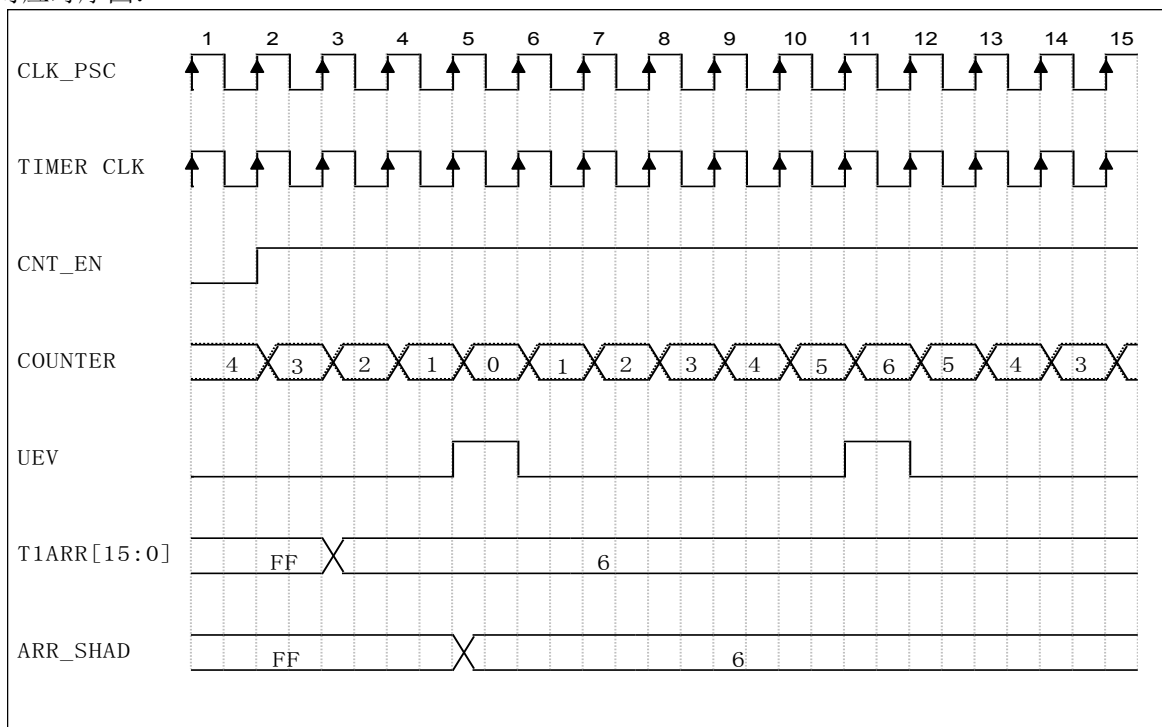 1 2 3 4 5 6 7 8 9 10 11 12 13 14 15
CLK_PSC
TIMER CLK
CNT_EN
COUNTER 4 3 2 1 0 1 2 3 4 5 6 5 4 3
UEV
T1ARR[15:0] FF 6
ARR_SHAD FF 6